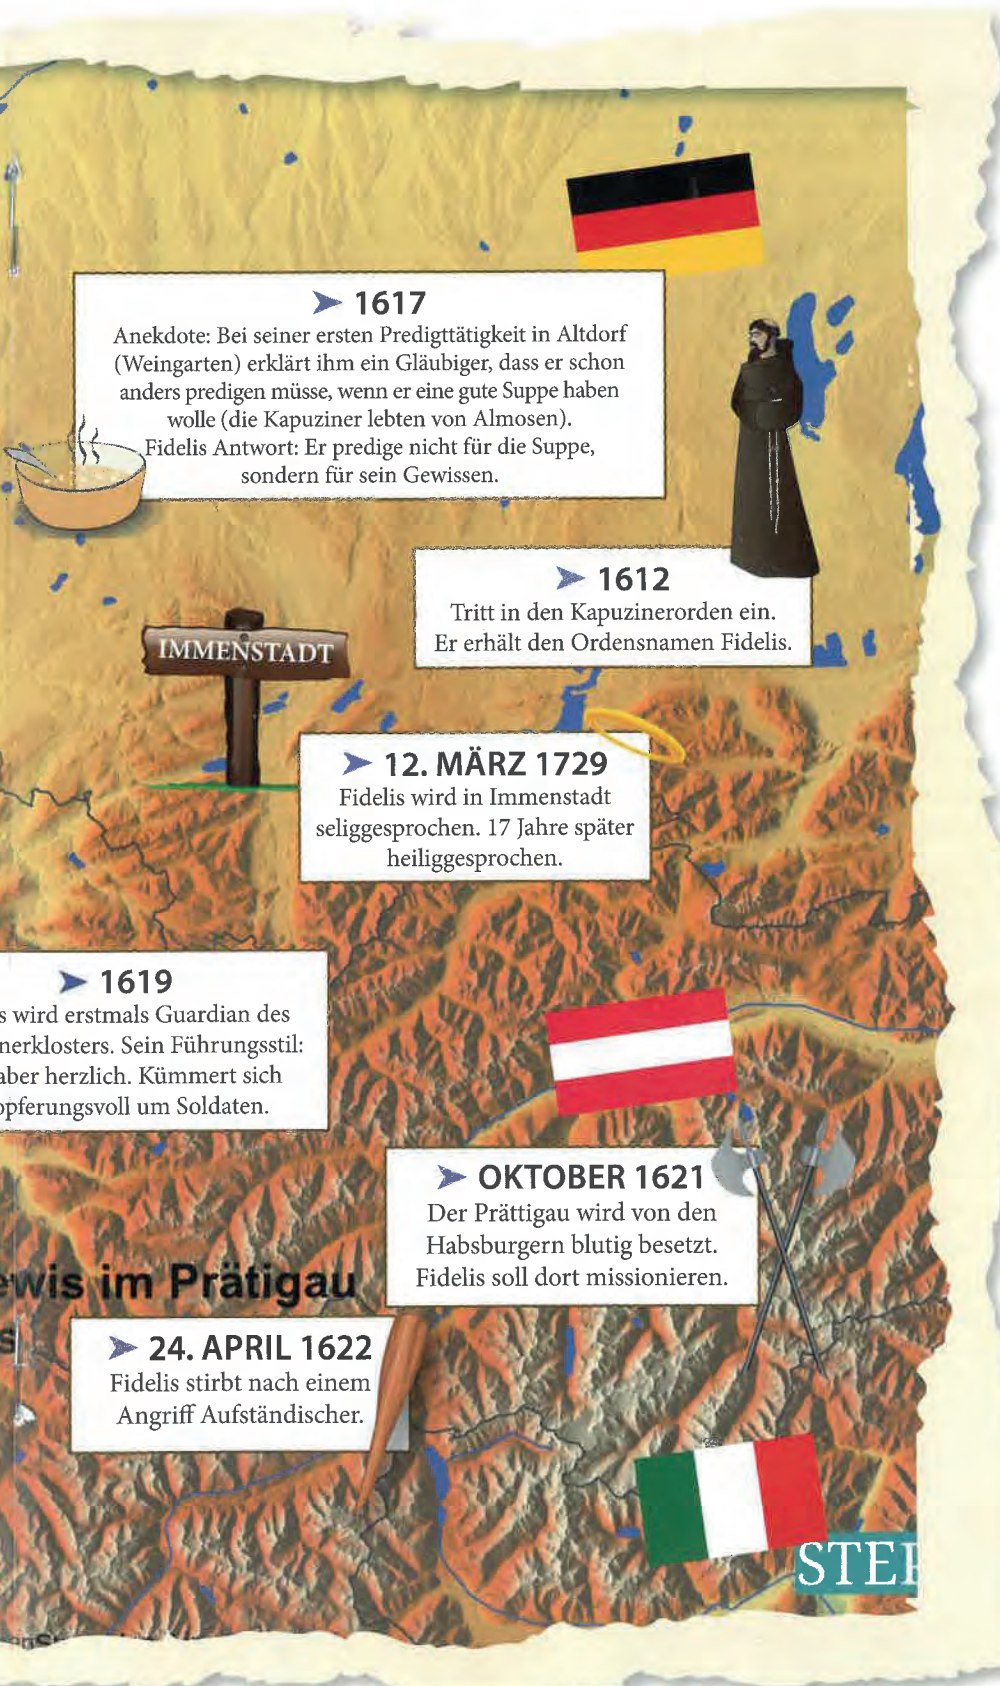 ➤ 1617
Anekdote: Bei seiner ersten Predigttätigkeit in Altdorf
(Weingarten) erklärt ihm ein Gläubiger, dass er schon
anders predigen müsse, wenn er eine gute Suppe haben
wolle (die Kapuziner lebten von Almosen).
Fidelis Antwort: Er predige nicht für die Suppe,
sondern für sein Gewissen.
➤ 1612
Tritt in den Kapuzinerorden ein.
Er erhält den Ordensnamen Fidelis.
IMMENSTADT
➤ 12. MÄRZ 1729
Fidelis wird in Immenstadt
seliggesprochen. 17 Jahre später
heiliggesprochen.
➤ 1619
s wird erstmals Guardian des
nerklosters. Sein Führungsstil:
aber herzlich. Kümmert sich
opferungsvoll um Soldaten.
➤ OKTOBER 1621
Der Prättigau wird von den
Habsburgern blutig besetzt.
Fidelis soll dort missionieren.
ewis im Prätigau
s
➤ 24. APRIL 1622
Fidelis stirbt nach einem
Angriff Aufständischer.
STE